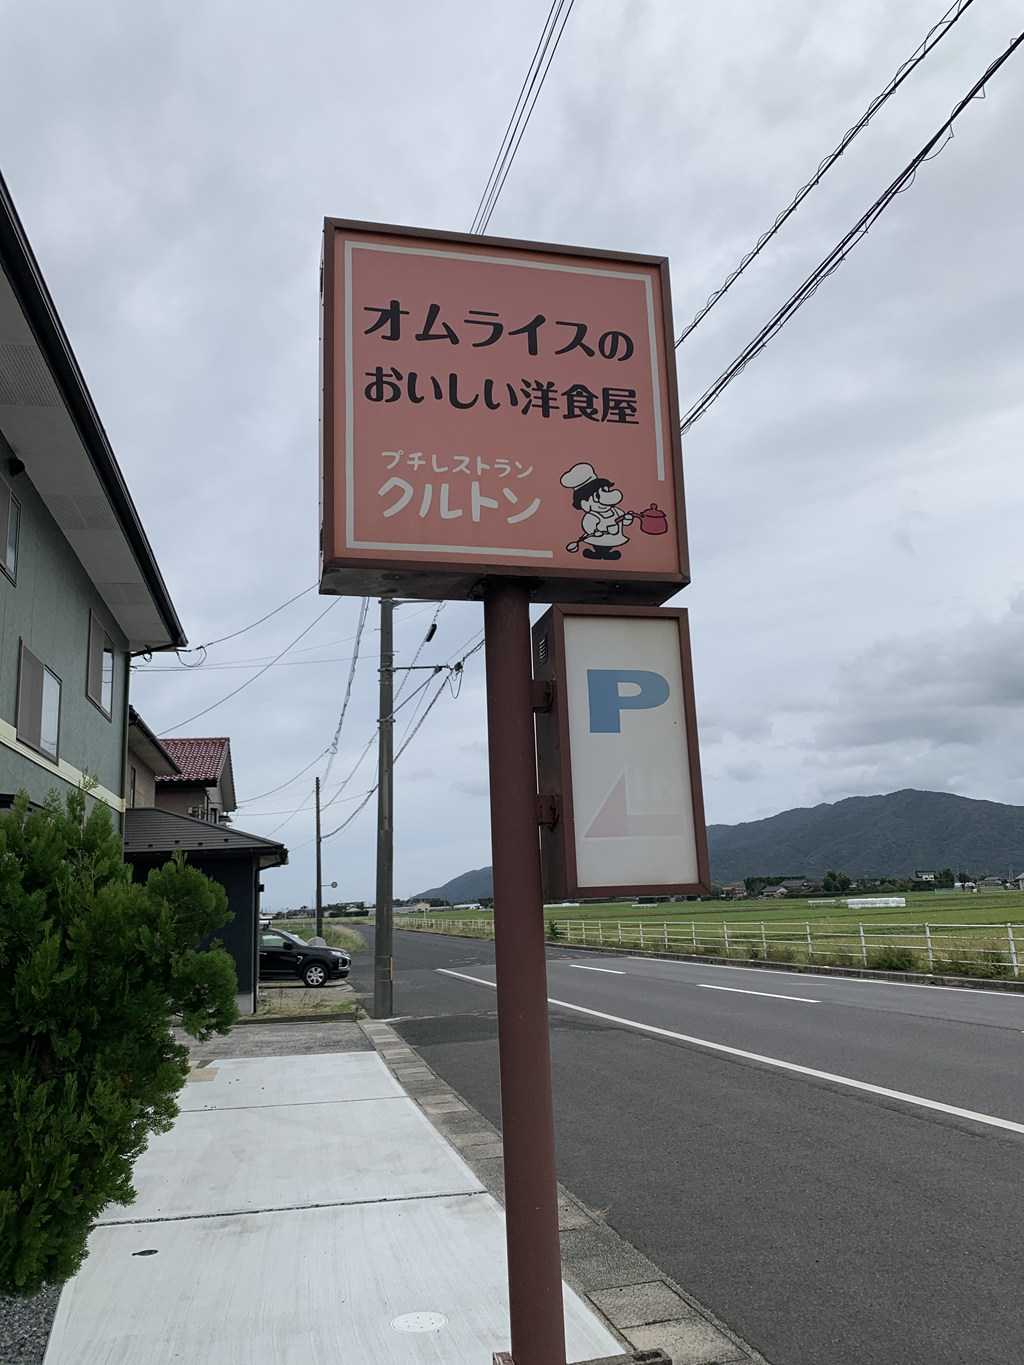 オムライスの
おいしい洋食屋
プチレストラン
クルトン
P